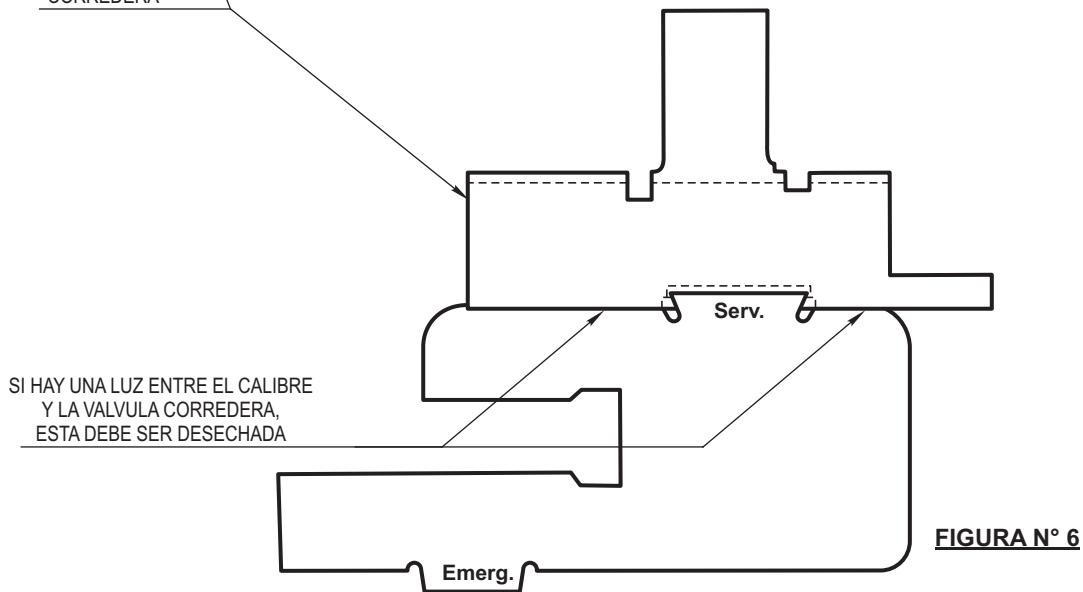 CORREDERA
Serv.
SI HAY UNA LUZ ENTRE EL CALIBRE
Y LA VALVULA CORREDERA,
ESTA DEBE SER DESECHADA
FIGURA N° 6
Emerg.